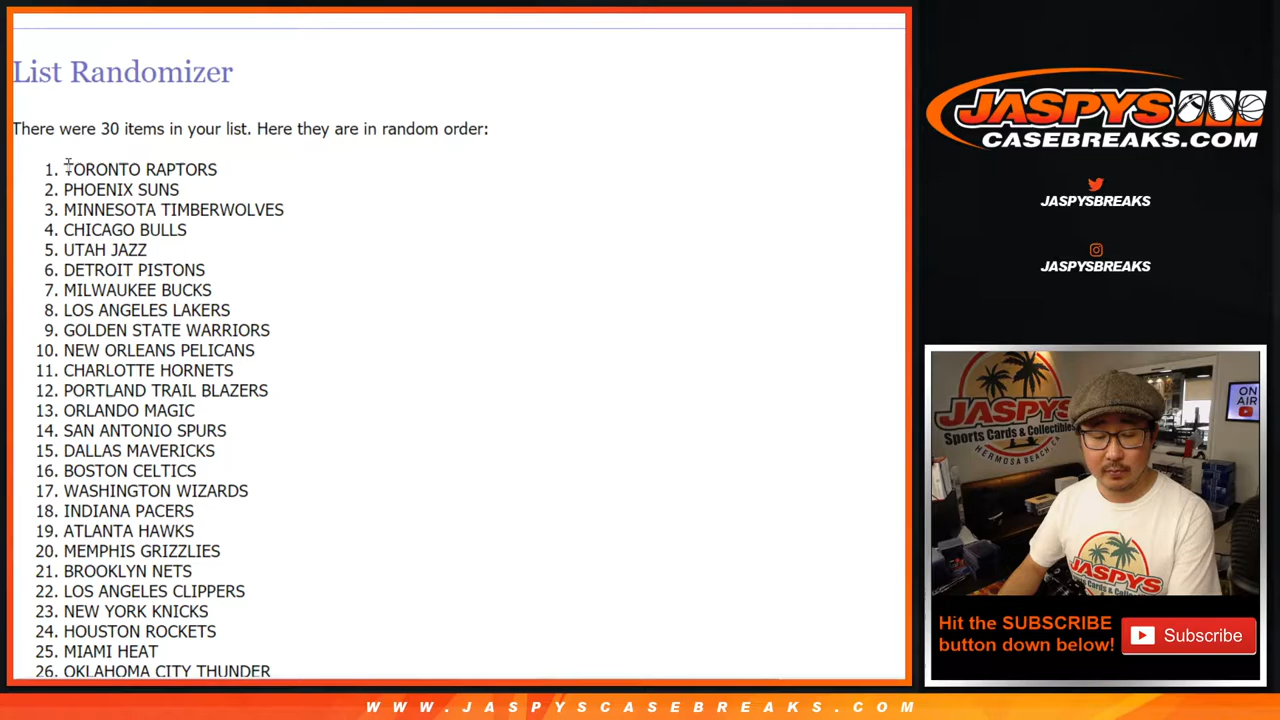 List Randomizer
There were 30 items in your list. Here they are in random order:
1. TORONTO RAPTORS
2. PHOENIX SUNS
3. MINNESOTA TIMBERWOLVES
4. CHICAGO BULLS
5. UTAH JAZZ
6. DETROIT PISTONS
7. MILWAUKEE BUCKS
8. LOS ANGELES LAKERS
9. GOLDEN STATE WARRIORS
10. NEW ORLEANS PELICANS
11. CHARLOTTE HORNETS
12. PORTLAND TRAIL BLAZERS
13. ORLANDO MAGIC
14. SAN ANTONIO SPURS
15. DALLAS MAVERICKS
16. BOSTON CELTICS
17. WASHINGTON WIZARDS
18. INDIANA PACERS
19. ATLANTA HAWKS
20. MEMPHIS GRIZZLIES
21. BROOKLYN NETS
22. LOS ANGELES CLIPPERS
23. NEW YORK KNICKS
24. HOUSTON ROCKETS
25. MIAMI HEAT
26. OKLAHOMA CITY THUNDER
JASPYS
CASEBREAKS.COM
JASPYSBREAKS
JASPYSBREAKS
JASPYS
Sports Cards & Collectibles
HERMOSA BEACH, CA
ON
AIR
JASPYS
Hit the SUBSCRIBE
button down below!
Subscribe
WWW.JASPYSCASEBREAKS.COM